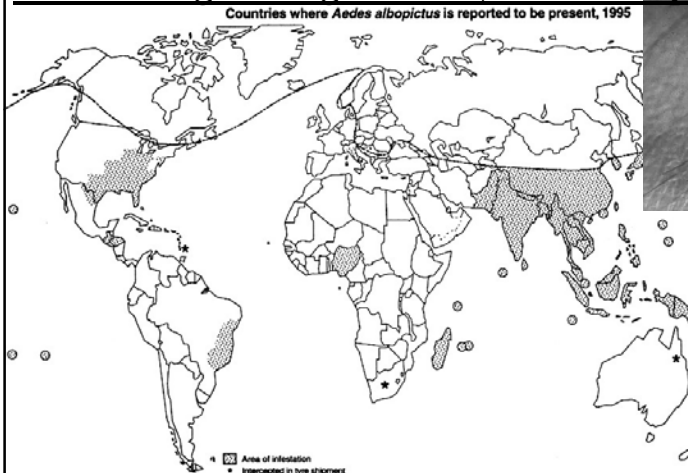 Countries where Aedes albopictus is reported to be present, 1995
Area of infestation
Intercepted in tyre shipment